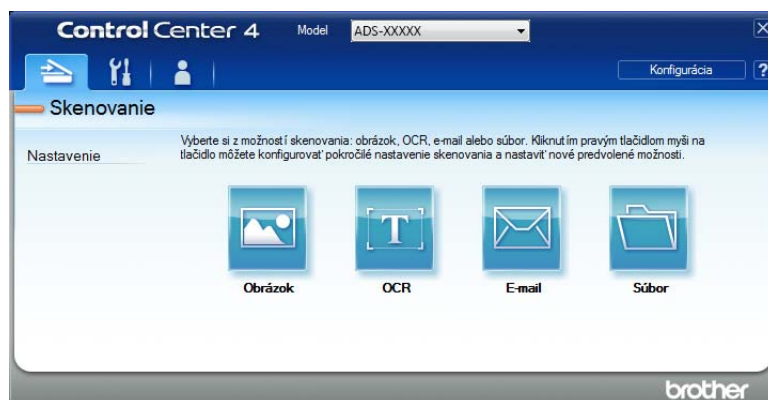 Control Center 4 Model ADS-XXXXX X
Konfigurácia ?
Skenovanie
Vyberte si z možností skenovania: obrázok, OCR, e-mail alebo súbor. Kliknutím pravým tlačidlom myši na
tlačidlo môžete konfigurovať pokročilé nastavenie skenovania a nastaviť nové predvolené možnosti.
Nastavenie
T
Obrázok OCR E-mail Súbor
brother